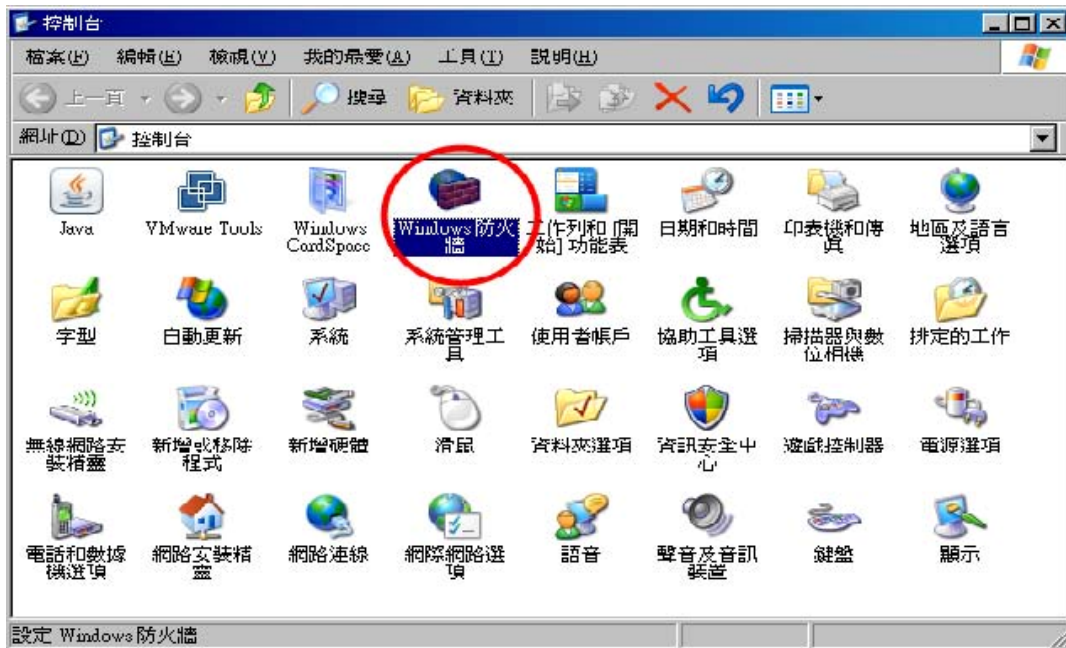 控制台
檔案(F) 編輯(E) 檢視(V) 我的最愛(A) 工具(T) 說明(H)
上一頁 搜尋 資料夾
網址(D) 控制台
Java VMware Tools Windows CardSpace Windows 防火牆 工作列和 [開始] 功能表 日期和時間 印表機和傳真 地區及語言選項
字型 自動更新 系統 系統管理工具 使用者帳戶 協助工具選項 掃描器與數位相機 排定的工作
無線網路安裝精靈 新增或移除程式 新增硬體 滑鼠 資料夾選項 資訊安全中心 遊戲控制器 電源選項
電話和數據機選項 網路安裝精靈 網路連線 網際網路選項 語音 聲音及音訊裝置 鍵盤 顯示
設定 Windows 防火牆